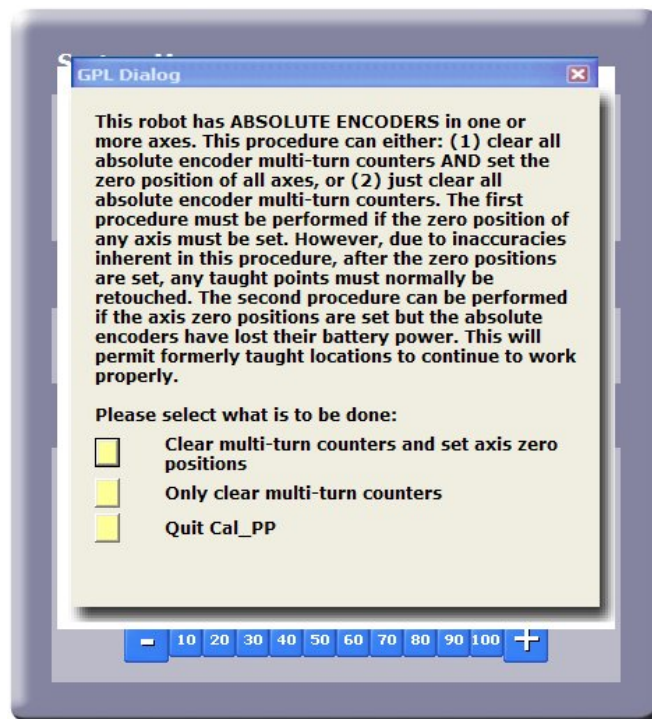 GPL Dialog
This robot has ABSOLUTE ENCODERS in one or
more axes. This procedure can either: (1) clear all
absolute encoder multi-turn counters AND set the
zero position of all axes, or (2) just clear all
absolute encoder multi-turn counters. The first
procedure must be performed if the zero position of
any axis must be set. However, due to inaccuracies
inherent in this procedure, after the zero positions
are set, any taught points must normally be
retouched. The second procedure can be performed
if the axis zero positions are set but the absolute
encoders have lost their battery power. This will
permit formerly taught locations to continue to work
properly.
Please select what is to be done:
Clear multi-turn counters and set axis zero
positions
Only clear multi-turn counters
Quit Cal_PP
- 10 20 30 40 50 60 70 80 90 100 +